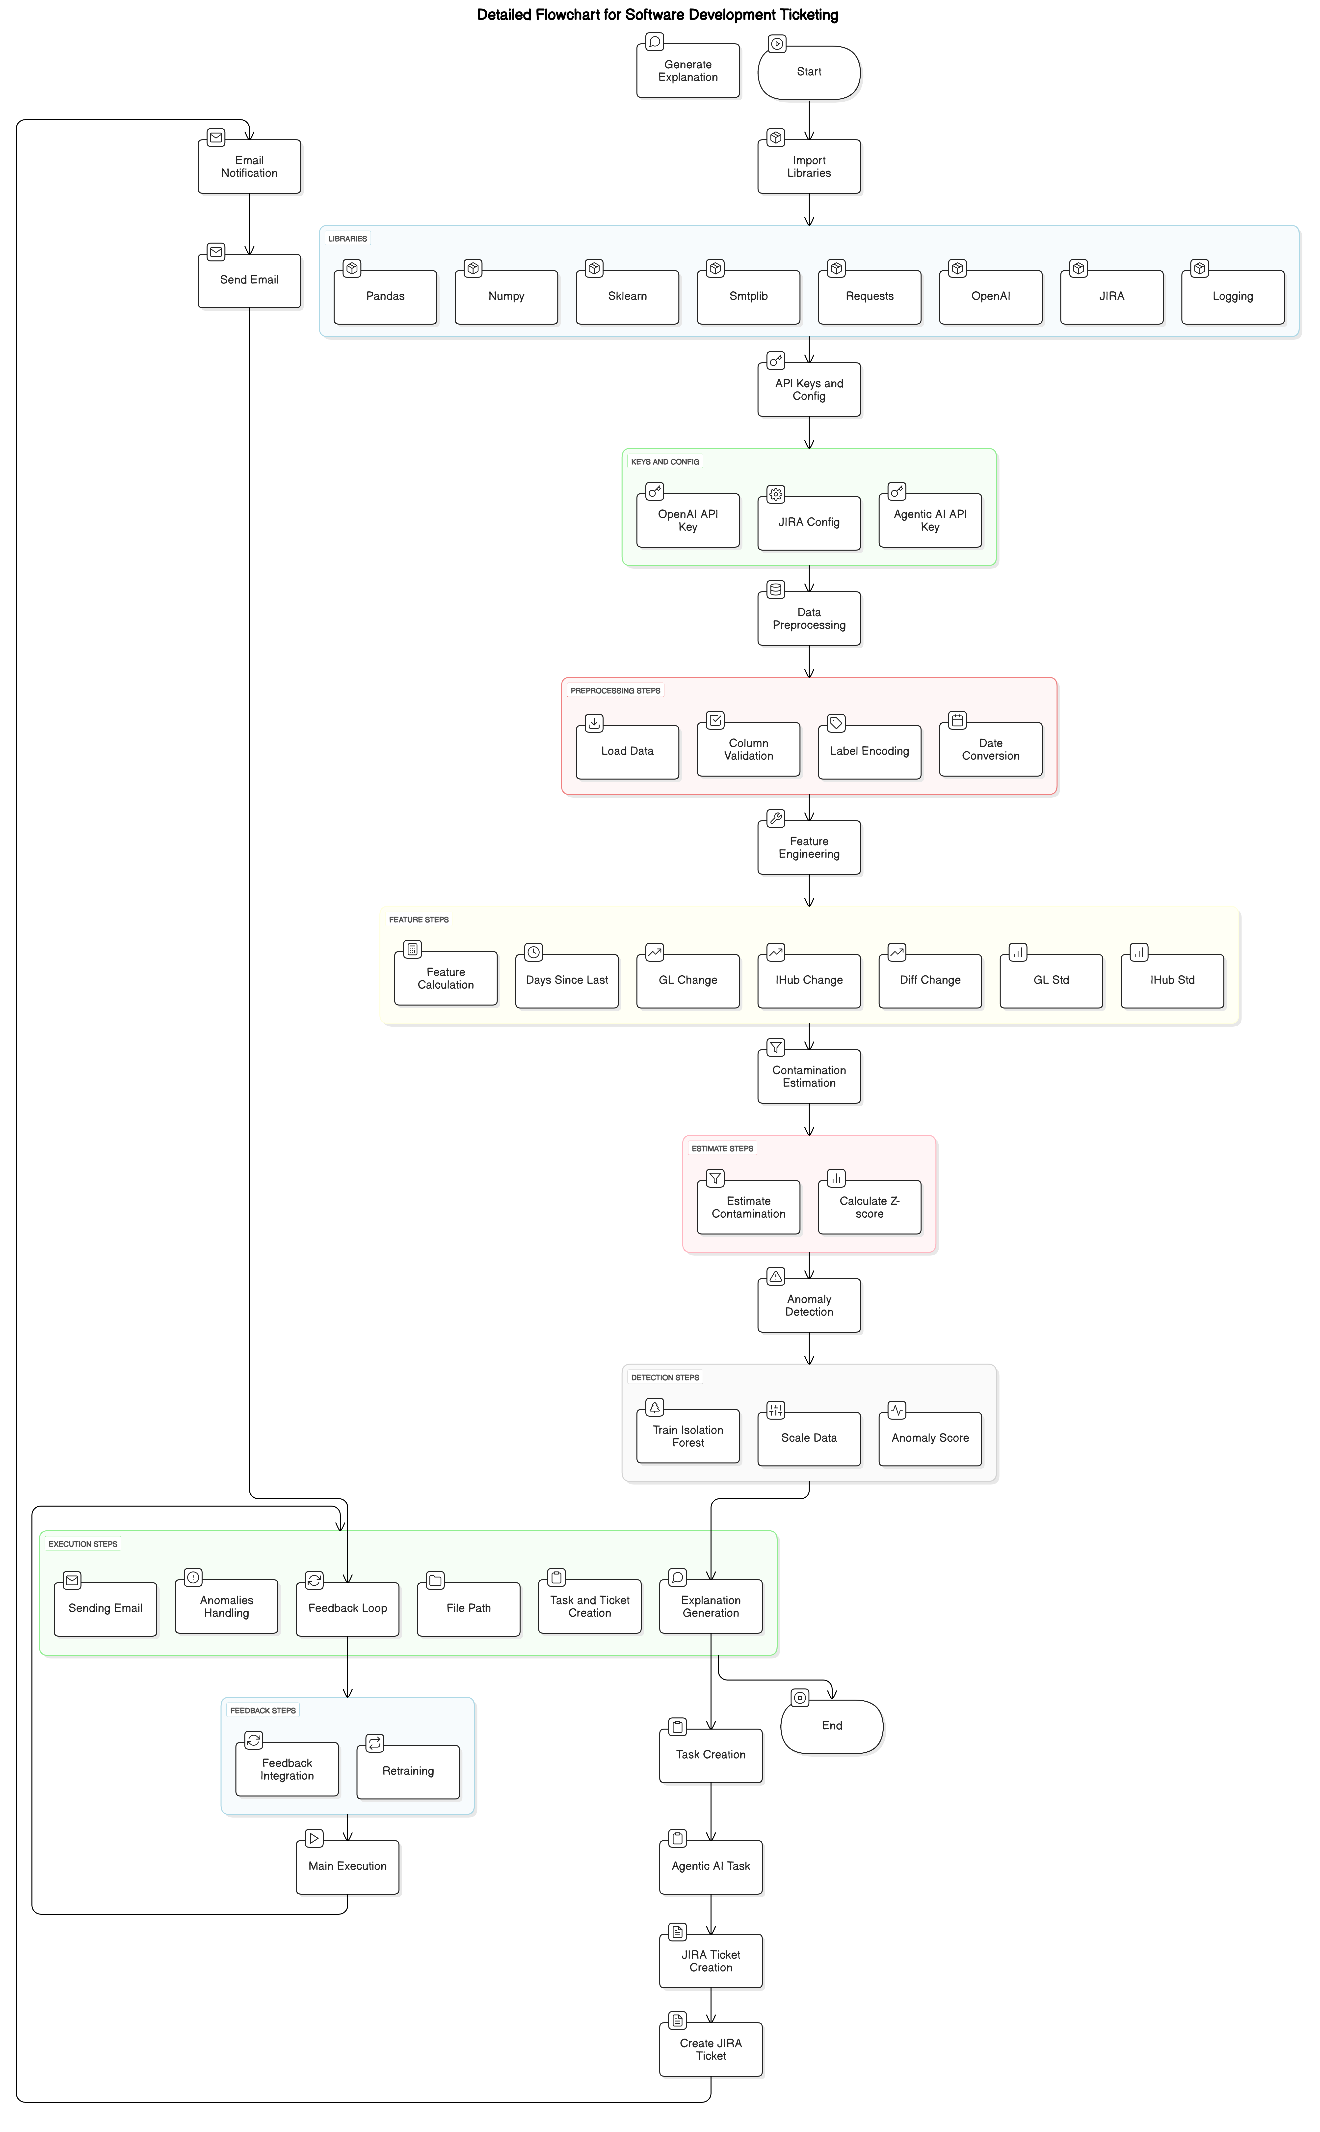 Detailed Flowchart for Software Development Ticketing
Generate
Explanation
Start
Email
Notification
Import
Libraries
Send Email
LIBRARIES
Pandas
Numpy
Sklearn
Smtplib
Requests
OpenAI
JIRA
Logging
API Keys and
Config
KEYS AND CONFIG
OpenAI API
Key
JIRA Config
Agentic AI API
Key
Data
Preprocessing
PREPROCESSING STEPS
Load Data
Column
Validation
Label Encoding
Date
Conversion
Feature
Engineering
FEATURE STEPS
Feature
Calculation
Days Since Last
GL Change
IHub Change
Diff Change
GL Std
IHub Std
Contamination
Estimation
ESTIMATE STEPS
Estimate
Contamination
Calculate Z-
score
Anomaly
Detection
DETECTION STEPS
Train Isolation
Forest
Scale Data
Anomaly Score
EXECUTION STEPS
Sending Email
Anomalies
Handling
Feedback Loop
File Path
Task and Ticket
Creation
Explanation
Generation
FEEDBACK STEPS
Feedback
Integration
Retraining
End
Task Creation
Main Execution
Agentic AI Task
JIRA Ticket
Creation
Create JIRA
Ticket